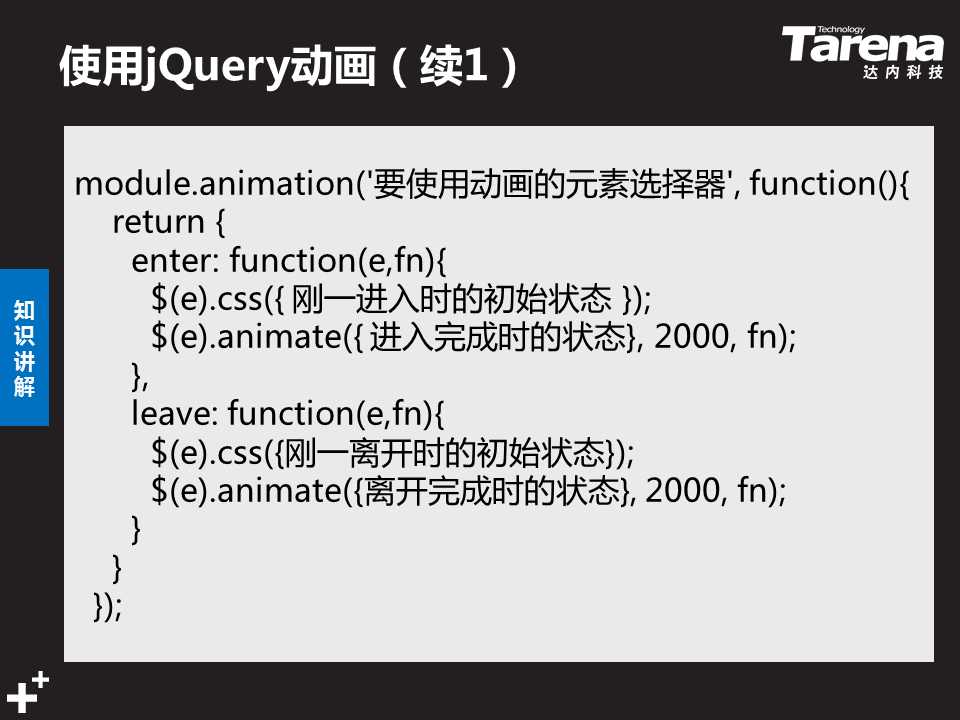 使用jQuery动画（续1）
Technology
Tarena
达内科技
module.animation('要使用动画的元素选择器', function(){
return {
enter: function(e,fn){
$(e).css({ 刚一进入时的初始状态 });
$(e).animate({ 进入完成时的状态}, 2000, fn);
},
leave: function(e,fn){
$(e).css({刚一离开时的初始状态});
$(e).animate({离开完成时的状态}, 2000, fn);
}
}
});
知
识
讲
解